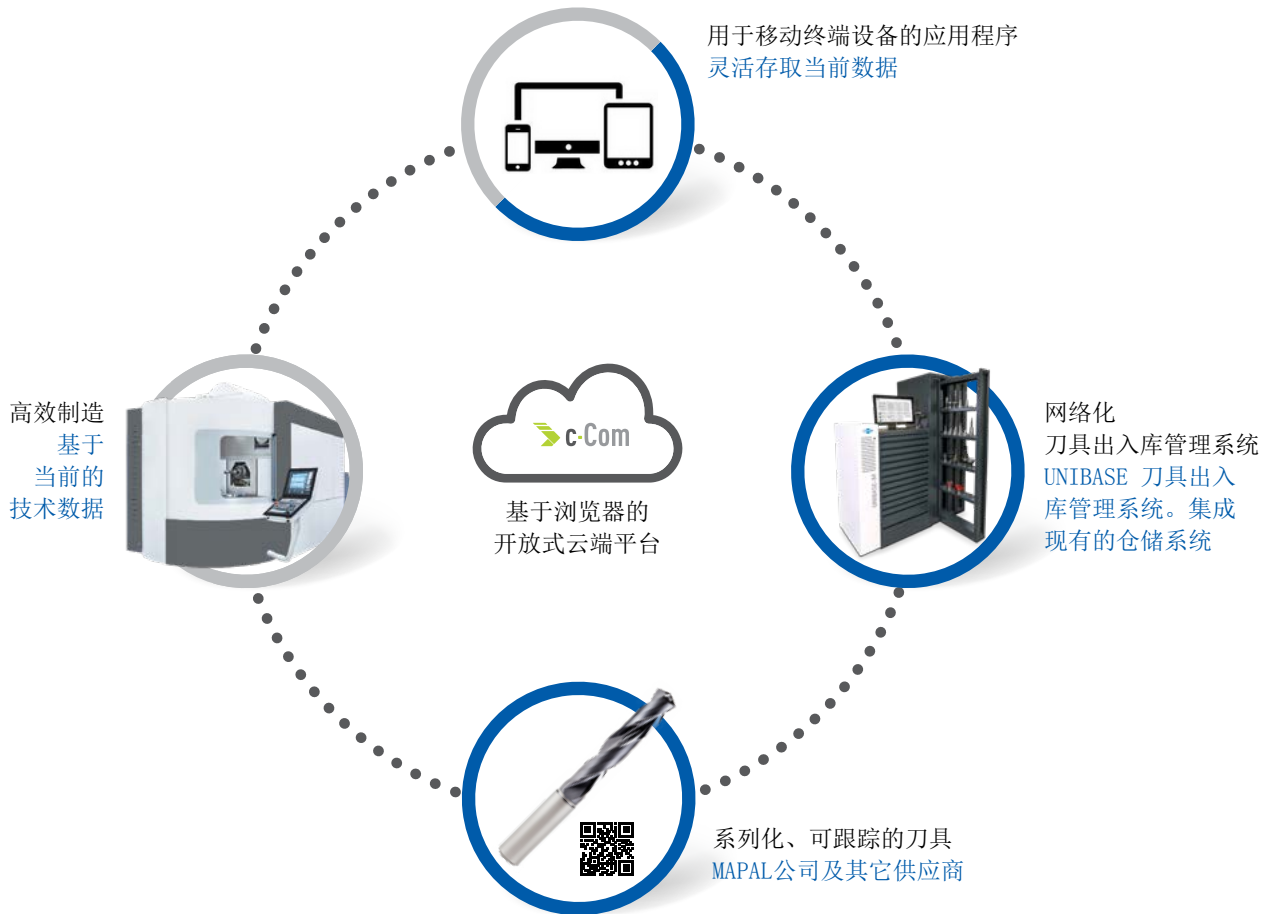 用于移动终端设备的应用程序
灵活存取当前数据
高效制造
基于
当前的
技术数据
c·Com
基于浏览器的
开放式云端平台
网络化
刀具出入库管理系统
UNIBASE 刀具出入
库管理系统。集成
现有的仓储系统
系列化、可跟踪的刀具
MAPAL公司及其它供应商